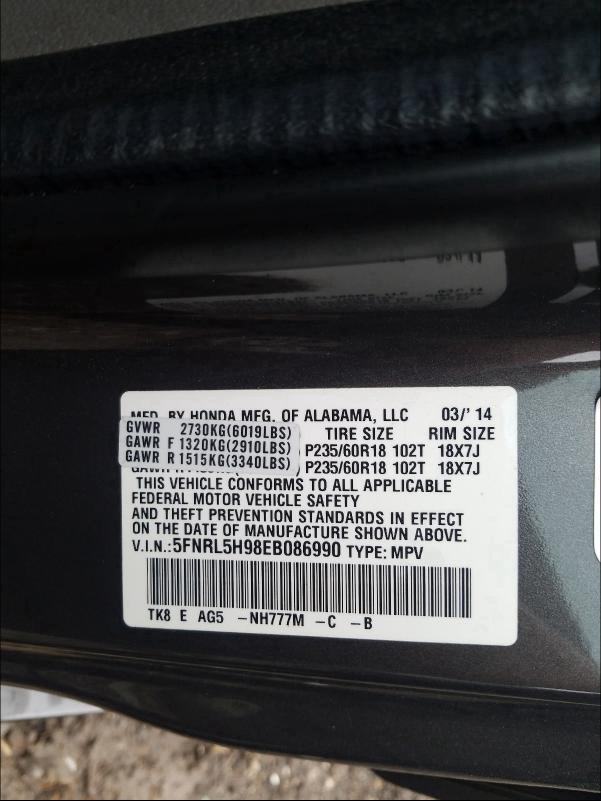 MFD. BY HONDA MFG. OF ALABAMA, LLC 03/'14
GVWR 2730KG(6019LBS) TIRE SIZE RIM SIZE
GAWR F 1320KG(2910LBS) P235/60R18 102T 18X7J
GAWR R 1515KG(3340LBS) P235/60R18 102T 18X7J
THIS VEHICLE CONFORMS TO ALL APPLICABLE
FEDERAL MOTOR VEHICLE SAFETY
AND THEFT PREVENTION STANDARDS IN EFFECT
ON THE DATE OF MANUFACTURE SHOWN ABOVE.
V.I.N.:5FNRL5H98EB086990 TYPE: MPV
TK8 E AG5 -NH777M -C -B